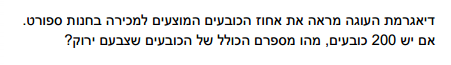 דיאגרמת העוגה מראה את אחוז הכובעים המוצעים למכירה בחנות ספורט.
אם יש 200 כובעים, מהו מספרם הכולל של הכובעים שצבעם ירוק?